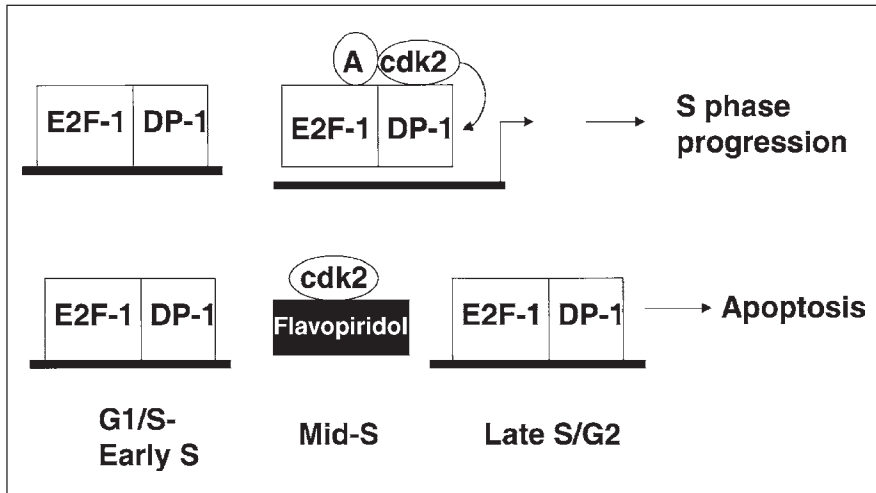 E2F-1 DP-1
A cdk2
E2F-1 DP-1
S phase
progression
E2F-1 DP-1
cdk2
Flavopiridol
E2F-1 DP-1
Apoptosis
G1/S-
Early S
Mid-S
Late S/G2